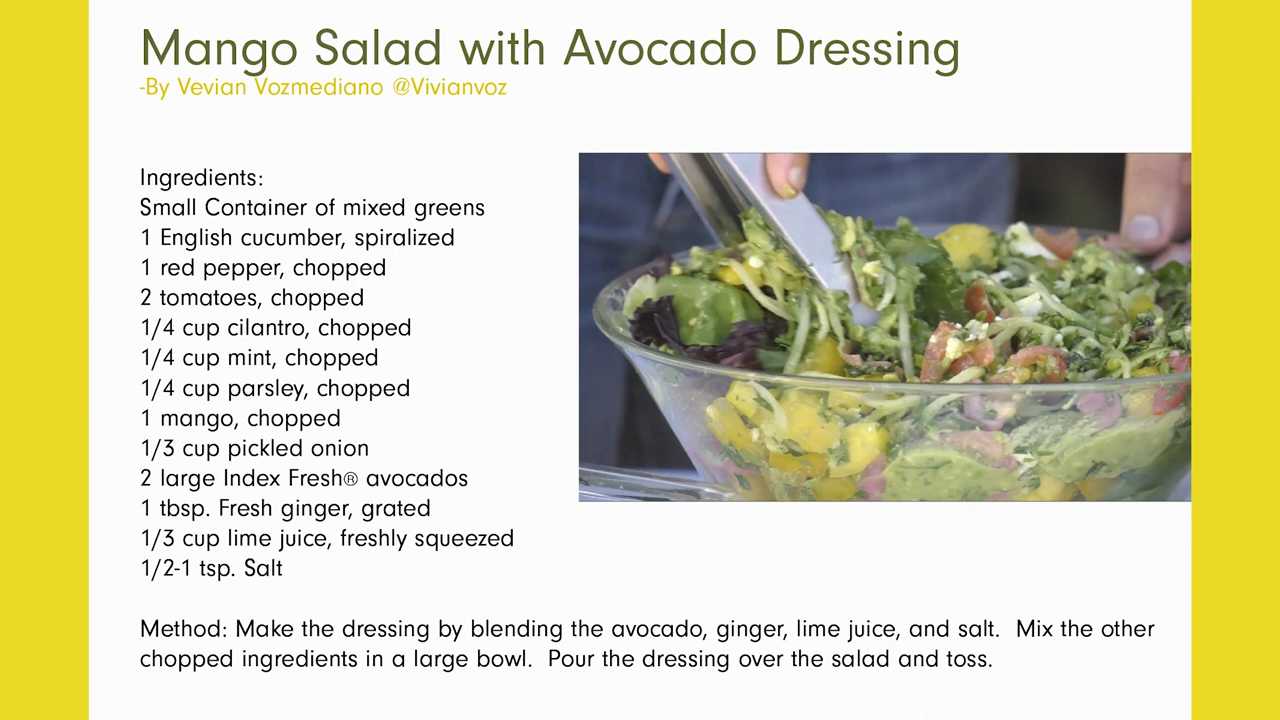 Mango Salad with Avocado Dressing
-By Vevian Vozmediano @Vivianvoz
Ingredients:
Small Container of mixed greens
1 English cucumber, spiralized
1 red pepper, chopped
2 tomatoes, chopped
1/4 cup cilantro, chopped
1/4 cup mint, chopped
1/4 cup parsley, chopped
1 mango, chopped
1/3 cup pickled onion
2 large Index Fresh® avocados
1 tbsp. Fresh ginger, grated
1/3 cup lime juice, freshly squeezed
1/2-1 tsp. Salt
Method: Make the dressing by blending the avocado, ginger, lime juice, and salt.  Mix the other
chopped ingredients in a large bowl.  Pour the dressing over the salad and toss.